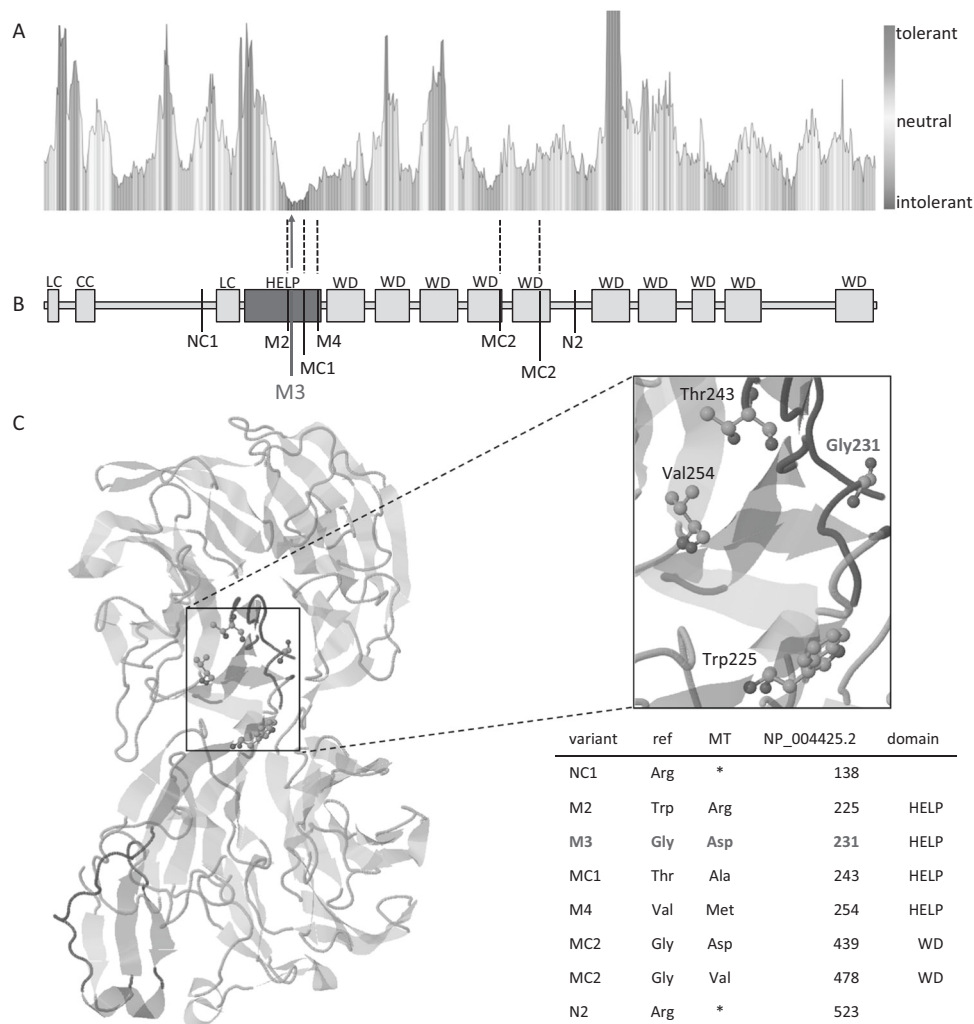 A
tolerant
neutral
intolerant
LC CC LC HELP WD WD WD WD WD WD WD WD WD WD
B
NC1 M2 M4 MC2 N2
MC1 MC2
M3
C
Thr243
Gly231
Val254
Trp225
variant ref MT NP_004425.2 domain
NC1 Arg * 138
M2 Trp Arg 225 HELP
M3 Gly Asp 231 HELP
MC1 Thr Ala 243 HELP
M4 Val Met 254 HELP
MC2 Gly Asp 439 WD
MC2 Gly Val 478 WD
N2 Arg * 523